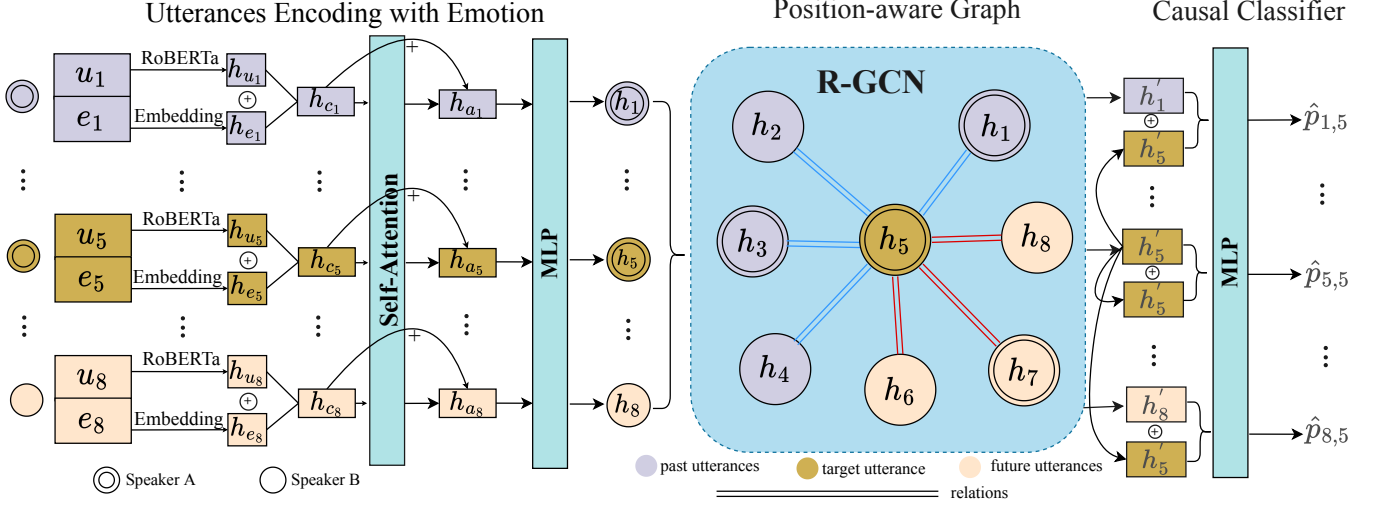 Utterances Encoding with Emotion
Position-aware Graph
Causal Classifier
u1
e1
RoBERTa
Embedding
hu1
⊕
he1
hc1
+
ha1
h1
⋮ ⋮ ⋮ ⋮ ⋮ ⋮
u5
e5
RoBERTa
Embedding
hu5
⊕
he5
hc5
+
ha5
h5
⋮ ⋮ ⋮ ⋮ ⋮ ⋮
u8
e8
RoBERTa
Embedding
hu8
⊕
he8
hc8
+
ha8
h8
Self-Attention
MLP
Speaker A
Speaker B
R-GCN
h2
h1
h3
h5
h8
h4
h6
h7
past utterances
target utterance
future utterances
relations
h′1
⊕
h′5
⋮
h′5
⊕
h′5
⋮
h′8
⊕
h′5
MLP
p̂1,5
⋮
p̂5,5
⋮
p̂8,5